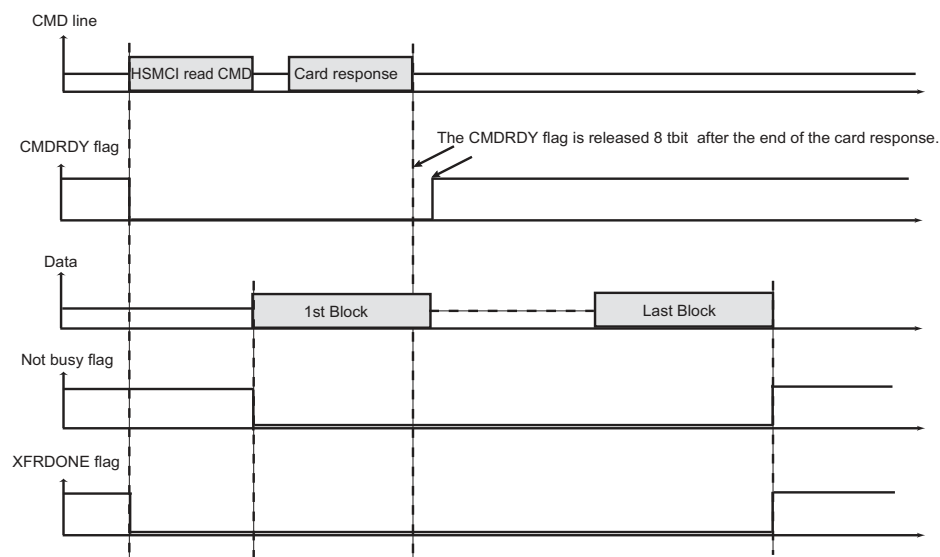 CMD line
HSMCI read CMD
Card response
CMDRDY flag
The CMDRDY flag is released 8 tbit after the end of the card response.
Data
1st Block
Last Block
Not busy flag
XFRDONE flag